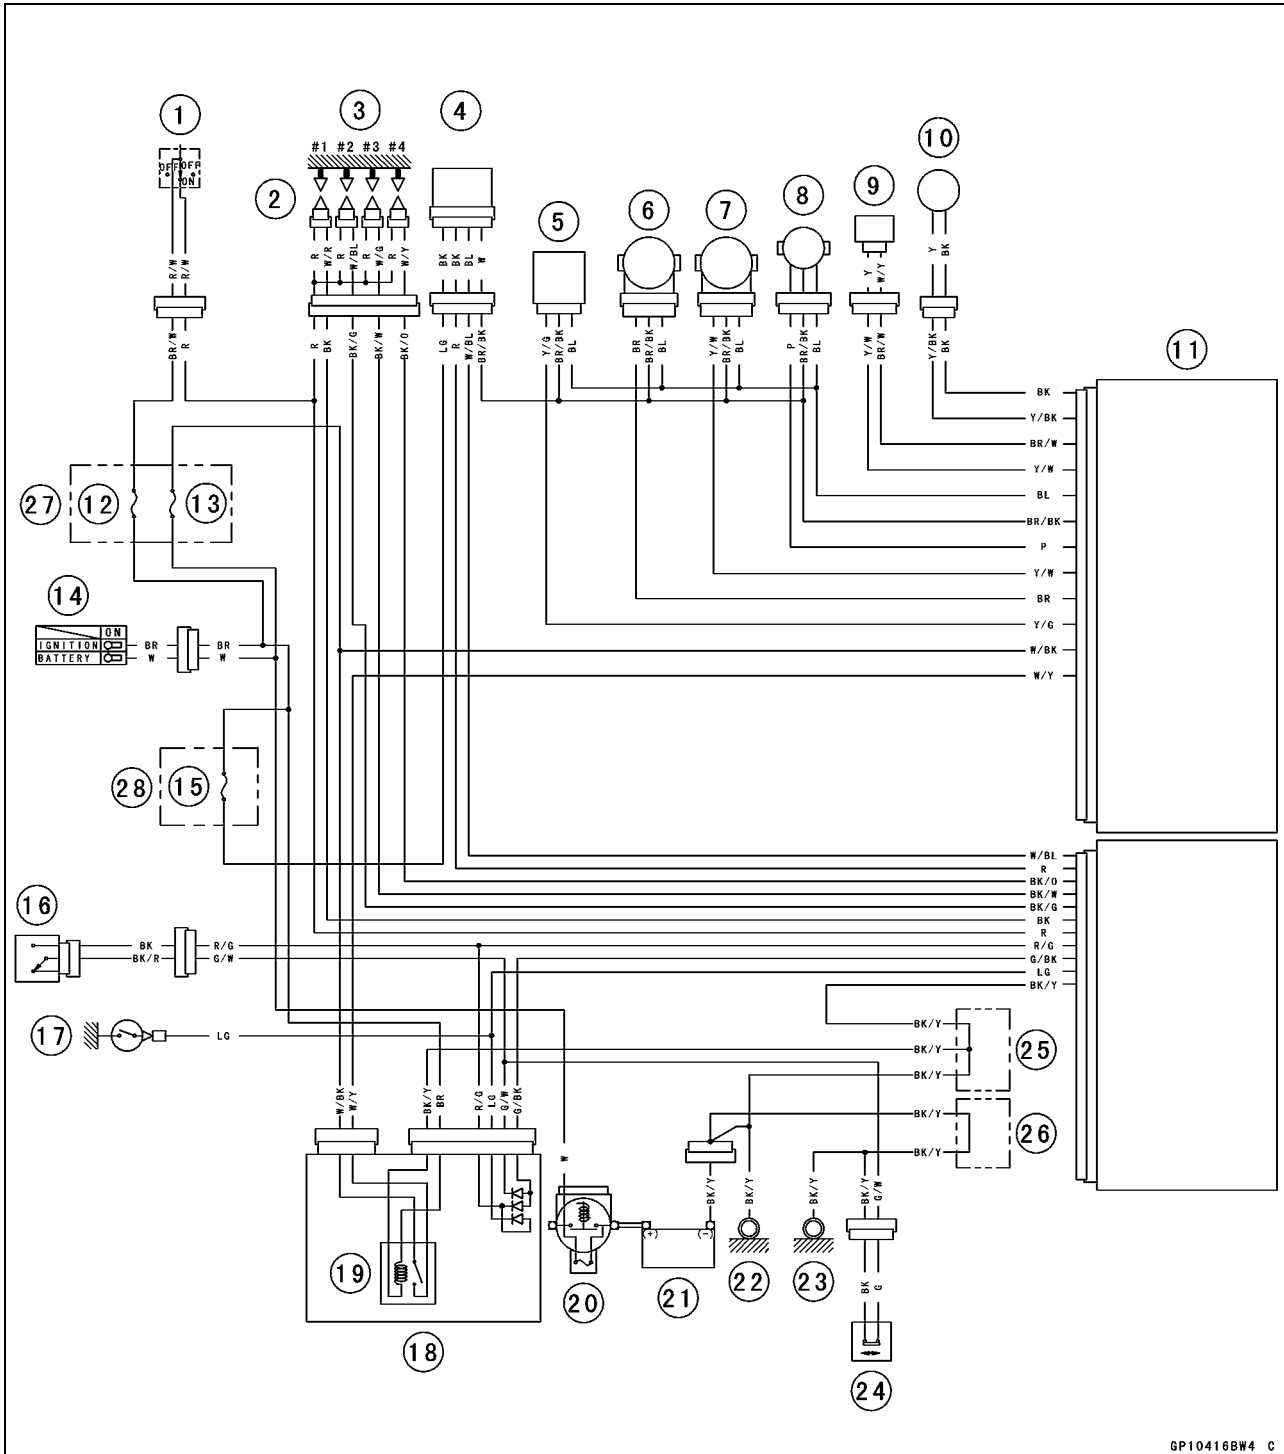 1
3
4
#1 #2 #3 #4
10
OFF OFF
ON
2
9
8
5
6
7
R/W
R/W
R
W/R
R
W/BL
R
W/G
R
W/Y
BK
BK
BL
W
Y
W/Y
Y
BK
BR/W
R
R
BK
BK/G
BK/W
BK/O
LG
R
W/BL
BR/BK
Y/G
BR/BK
BL
BR
BR/BK
BL
Y/W
BR/BK
BL
P
BR/BK
BL
Y/W
BR/W
Y/BK
BK
11
BK
Y/BK
BR/W
Y/W
BL
BR/BK
P
Y/W
BR
Y/G
W/BK
W/Y
27
12
13
14
ON
IGNITION
BATTERY
BR
W
BR
W
28
15
W/BL
R
BK/O
BK/W
BK/G
BK
R
R/G
G/BK
LG
BK/Y
16
BK
BK/R
R/G
G/W
17
LG
BK/Y
BK/Y
BK/Y
25
BK/Y
BK/Y
26
W/BK
W/Y
BK/Y
BR
R/G
LG
G/W
G/BK
W
BK/Y
BK/Y
BK/Y
BK/Y
G/W
(+) (-)
19
20
21
22
23
BK
G
18
24
GP10416BW4 C